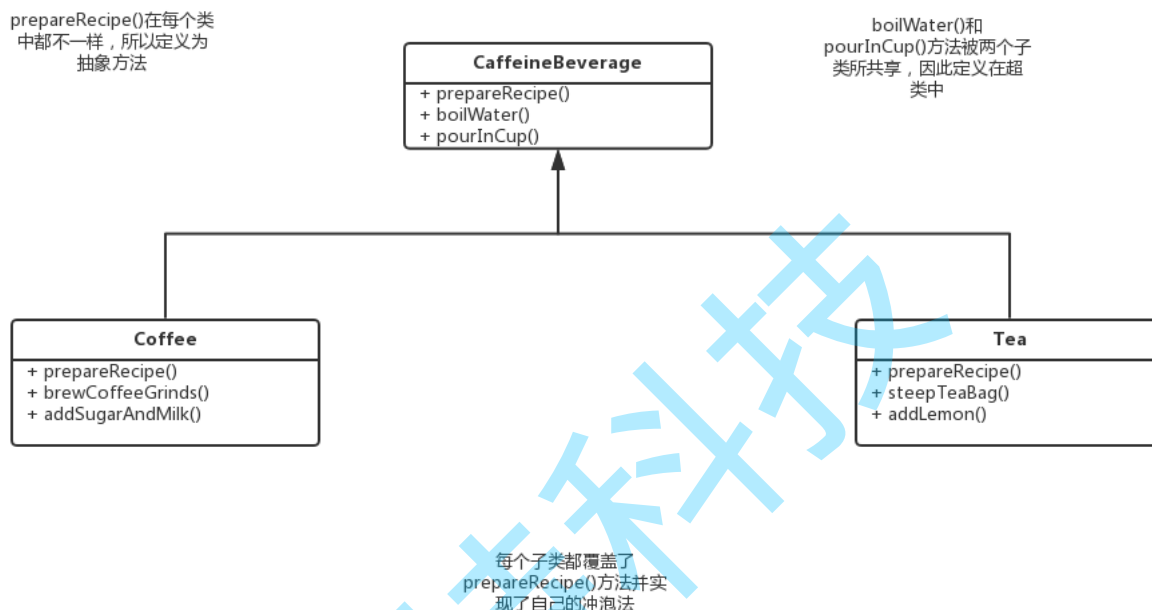 prepareRecipe()在每个类
中都不一样，所以定义为
抽象方法
boilWater()和
pourInCup()方法被两个子
类所共享，因此定义在超
类中
CaffeineBeverage
+ prepareRecipe()
+ boilWater()
+ pourInCup()
Coffee
+ prepareRecipe()
+ brewCoffeeGrinds()
+ addSugarAndMilk()
Tea
+ prepareRecipe()
+ steepTeaBag()
+ addLemon()
每个子类都覆盖了
prepareRecipe()方法并实
现了自己的冲泡法
科技